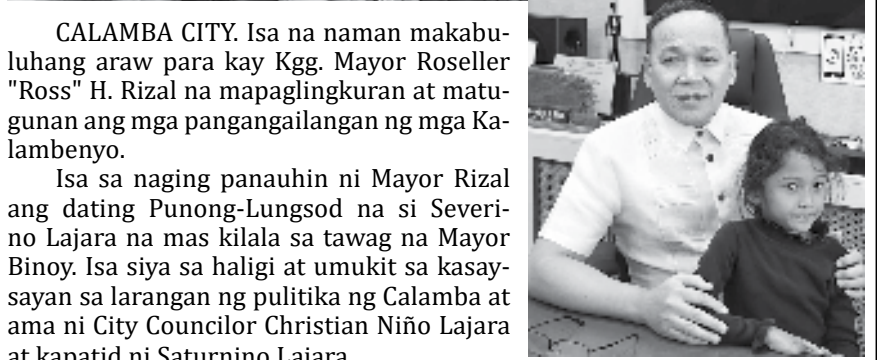 CALAMBA CITY. Isa na naman makabu-
luhang araw para kay Kgg. Mayor Roseller
"Ross" H. Rizal na mapaglingkuran at matu-
gunan ang mga pangangailangan ng mga Ka-
lambenyo.
Isa sa naging panauhin ni Mayor Rizal
ang dating Punong-Lungsod na si Severi-
no Lajara na mas kilala sa tawag na Mayor
Binoy. Isa siya sa haligi at umukit sa kasay-
sayan sa larangan ng pulitika ng Calamba at
ama ni City Councilor Christian Niño Lajara
at kapatid ni Saturnino Lajara